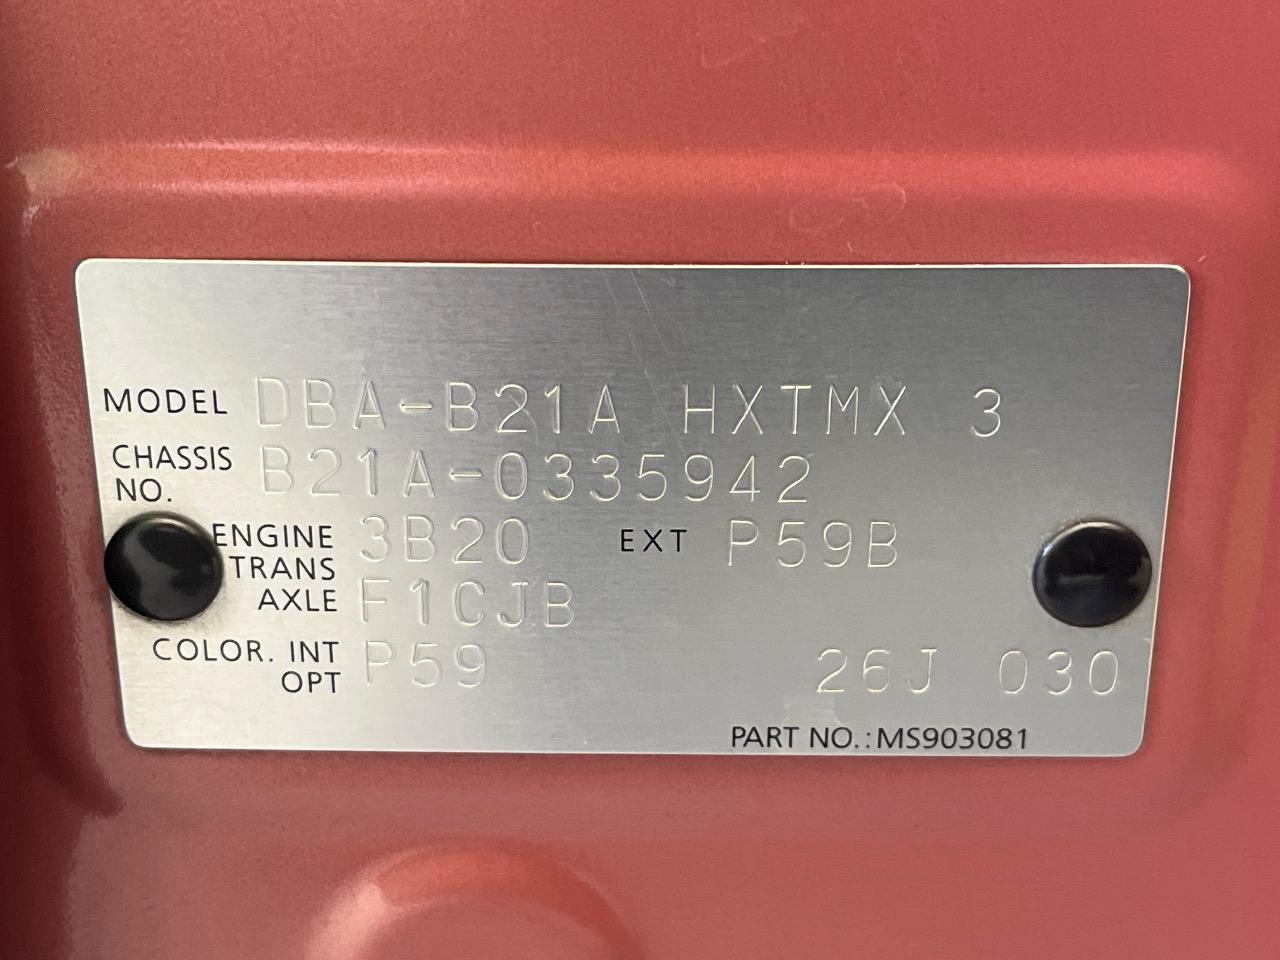 MODEL DBA-B21A HXTMX 3
CHASSIS NO. B21A-0335942
ENGINE 3B20 EXT P59B
TRANS AXLE F1CJB
COLOR. INT OPT P59 26J 030
PART NO.:MS903081